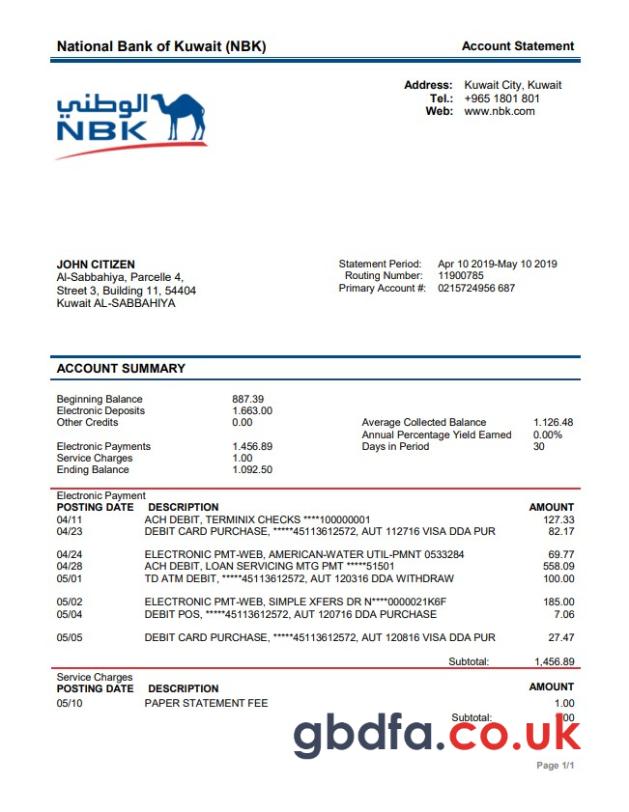 National Bank of Kuwait (NBK) Account Statement
Address: Kuwait City, Kuwait
Tel.: +965 1801 801
Web: www.nbk.com
الوطني
NBK
JOHN CITIZEN
Al-Sabbahiya, Parcelle 4,
Street 3, Building 11, 54404
Kuwait AL-SABBAHIYA
Statement Period: Apr 10 2019-May 10 2019
Routing Number: 11900785
Primary Account #: 0215724956 687
ACCOUNT SUMMARY
Beginning Balance 887.39
Electronic Deposits 1.663.00
Other Credits 0.00
Electronic Payments 1.456.89
Service Charges 1.00
Ending Balance 1.092.50
Average Collected Balance 1.126.48
Annual Percentage Yield Earned 0.00%
Days in Period 30
Electronic Payment
POSTING DATE DESCRIPTION AMOUNT
04/11 ACH DEBIT, TERMINIX CHECKS ****100000001 127.33
04/23 DEBIT CARD PURCHASE, *****45113612572, AUT 112716 VISA DDA PUR 82.17
04/24 ELECTRONIC PMT-WEB, AMERICAN-WATER UTIL-PMNT 0533284 69.77
04/28 ACH DEBIT, LOAN SERVICING MTG PMT *****51501 558.09
05/01 TD ATM DEBIT, *****45113612572, AUT 120316 DDA WITHDRAW 100.00
05/02 ELECTRONIC PMT-WEB, SIMPLE XFERS DR N****0000021K6F 185.00
05/04 DEBIT POS, *****45113612572, AUT 120716 DDA PURCHASE 7.06
05/05 DEBIT CARD PURCHASE, *****45113612572, AUT 120816 VISA DDA PUR 27.47
Subtotal: 1,456.89
Service Charges
POSTING DATE DESCRIPTION AMOUNT
05/10 PAPER STATEMENT FEE 1.00
Subtotal:
gbdfa.co.uk
Page 1/1